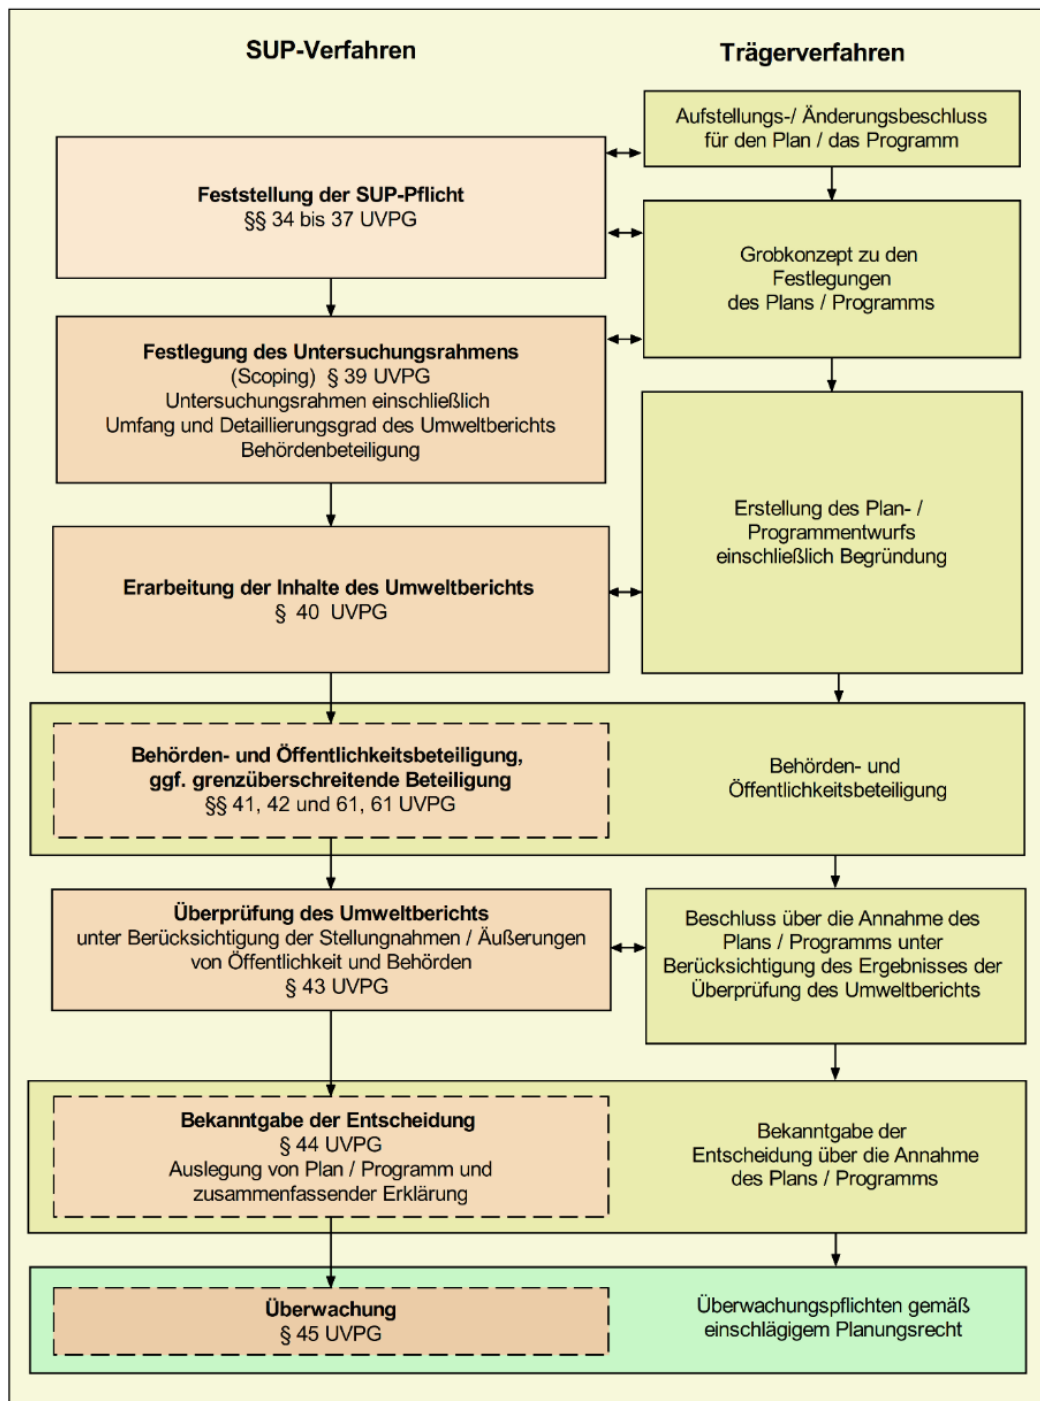 SUP-Verfahren
Trägerverfahren
Aufstellungs-/ Änderungsbeschluss
für den Plan / das Programm
Feststellung der SUP-Pflicht
§§ 34 bis 37 UVPG
Grobkonzept zu den
Festlegungen
des Plans / Programms
Festlegung des Untersuchungsrahmens
(Scoping) § 39 UVPG
Untersuchungsrahmen einschließlich
Umfang und Detaillierungsgrad des Umweltberichts
Behördenbeteiligung
Erstellung des Plan- /
Programmentwurfs
einschließlich Begründung
Erarbeitung der Inhalte des Umweltberichts
§ 40 UVPG
Behörden- und Öffentlichkeitsbeteiligung,
ggf. grenzüberschreitende Beteiligung
§§ 41, 42 und 61, 61 UVPG
Behörden- und
Öffentlichkeitsbeteiligung
Überprüfung des Umweltberichts
unter Berücksichtigung der Stellungnahmen / Äußerungen
von Öffentlichkeit und Behörden
§ 43 UVPG
Beschluss über die Annahme des
Plans / Programms unter
Berücksichtigung des Ergebnisses der
Überprüfung des Umweltberichts
Bekanntgabe der Entscheidung
§ 44 UVPG
Auslegung von Plan / Programm und
zusammenfassender Erklärung
Bekanntgabe der
Entscheidung über die Annahme
des Plans / Programms
Überwachung
§ 45 UVPG
Überwachungspflichten gemäß
einschlägigem Planungsrecht